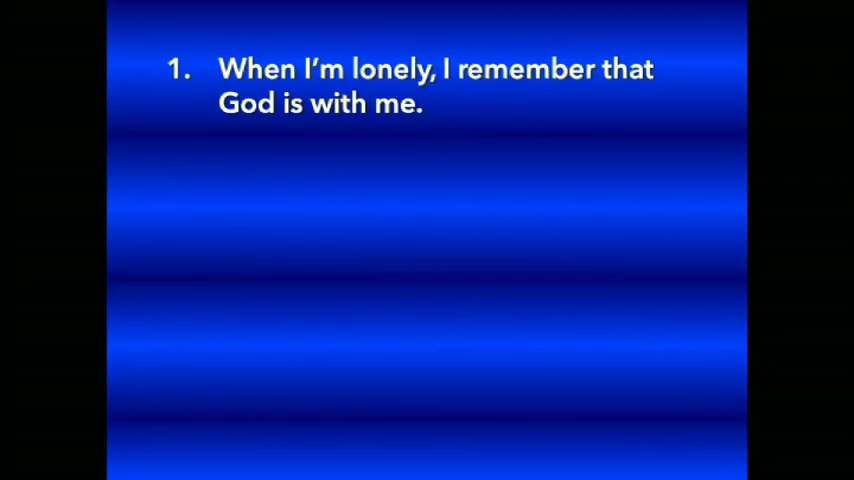 1. When I’m lonely, I remember that
God is with me.